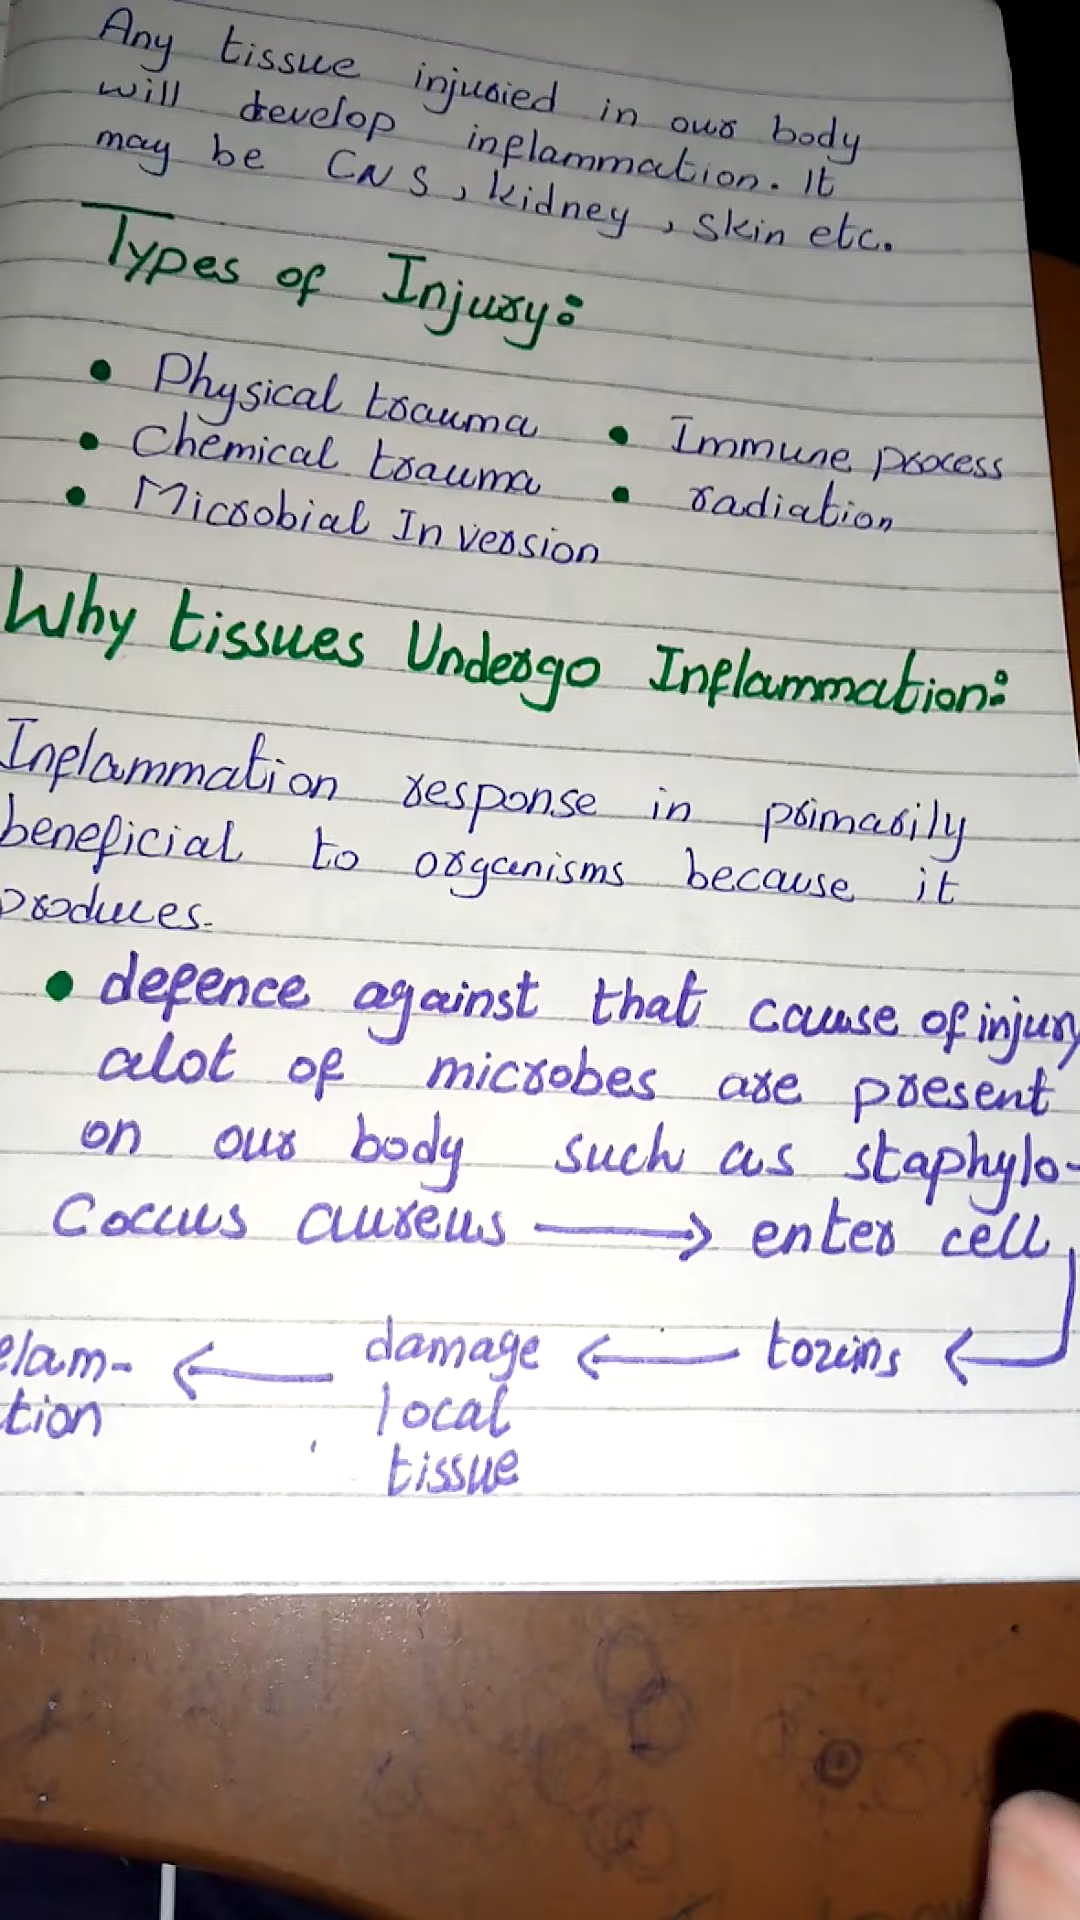 Any tissue injuried in our body
will develop inflammation. It
may be CNS, kidney, skin etc.
Types of Injury:
• Physical trauma • Immune process
• Chemical trauma • radiation
• Microbial Inversion
Why tissues Undergo Inflammation:
Inflammation response in primarily
beneficial to organisms because it
produces.
• defence against that cause of injury
alot of microbes are present
on our body such as staphylo-
coccus aureus → enter cell
elam- ← damage ← toxins ←
tion local
tissue